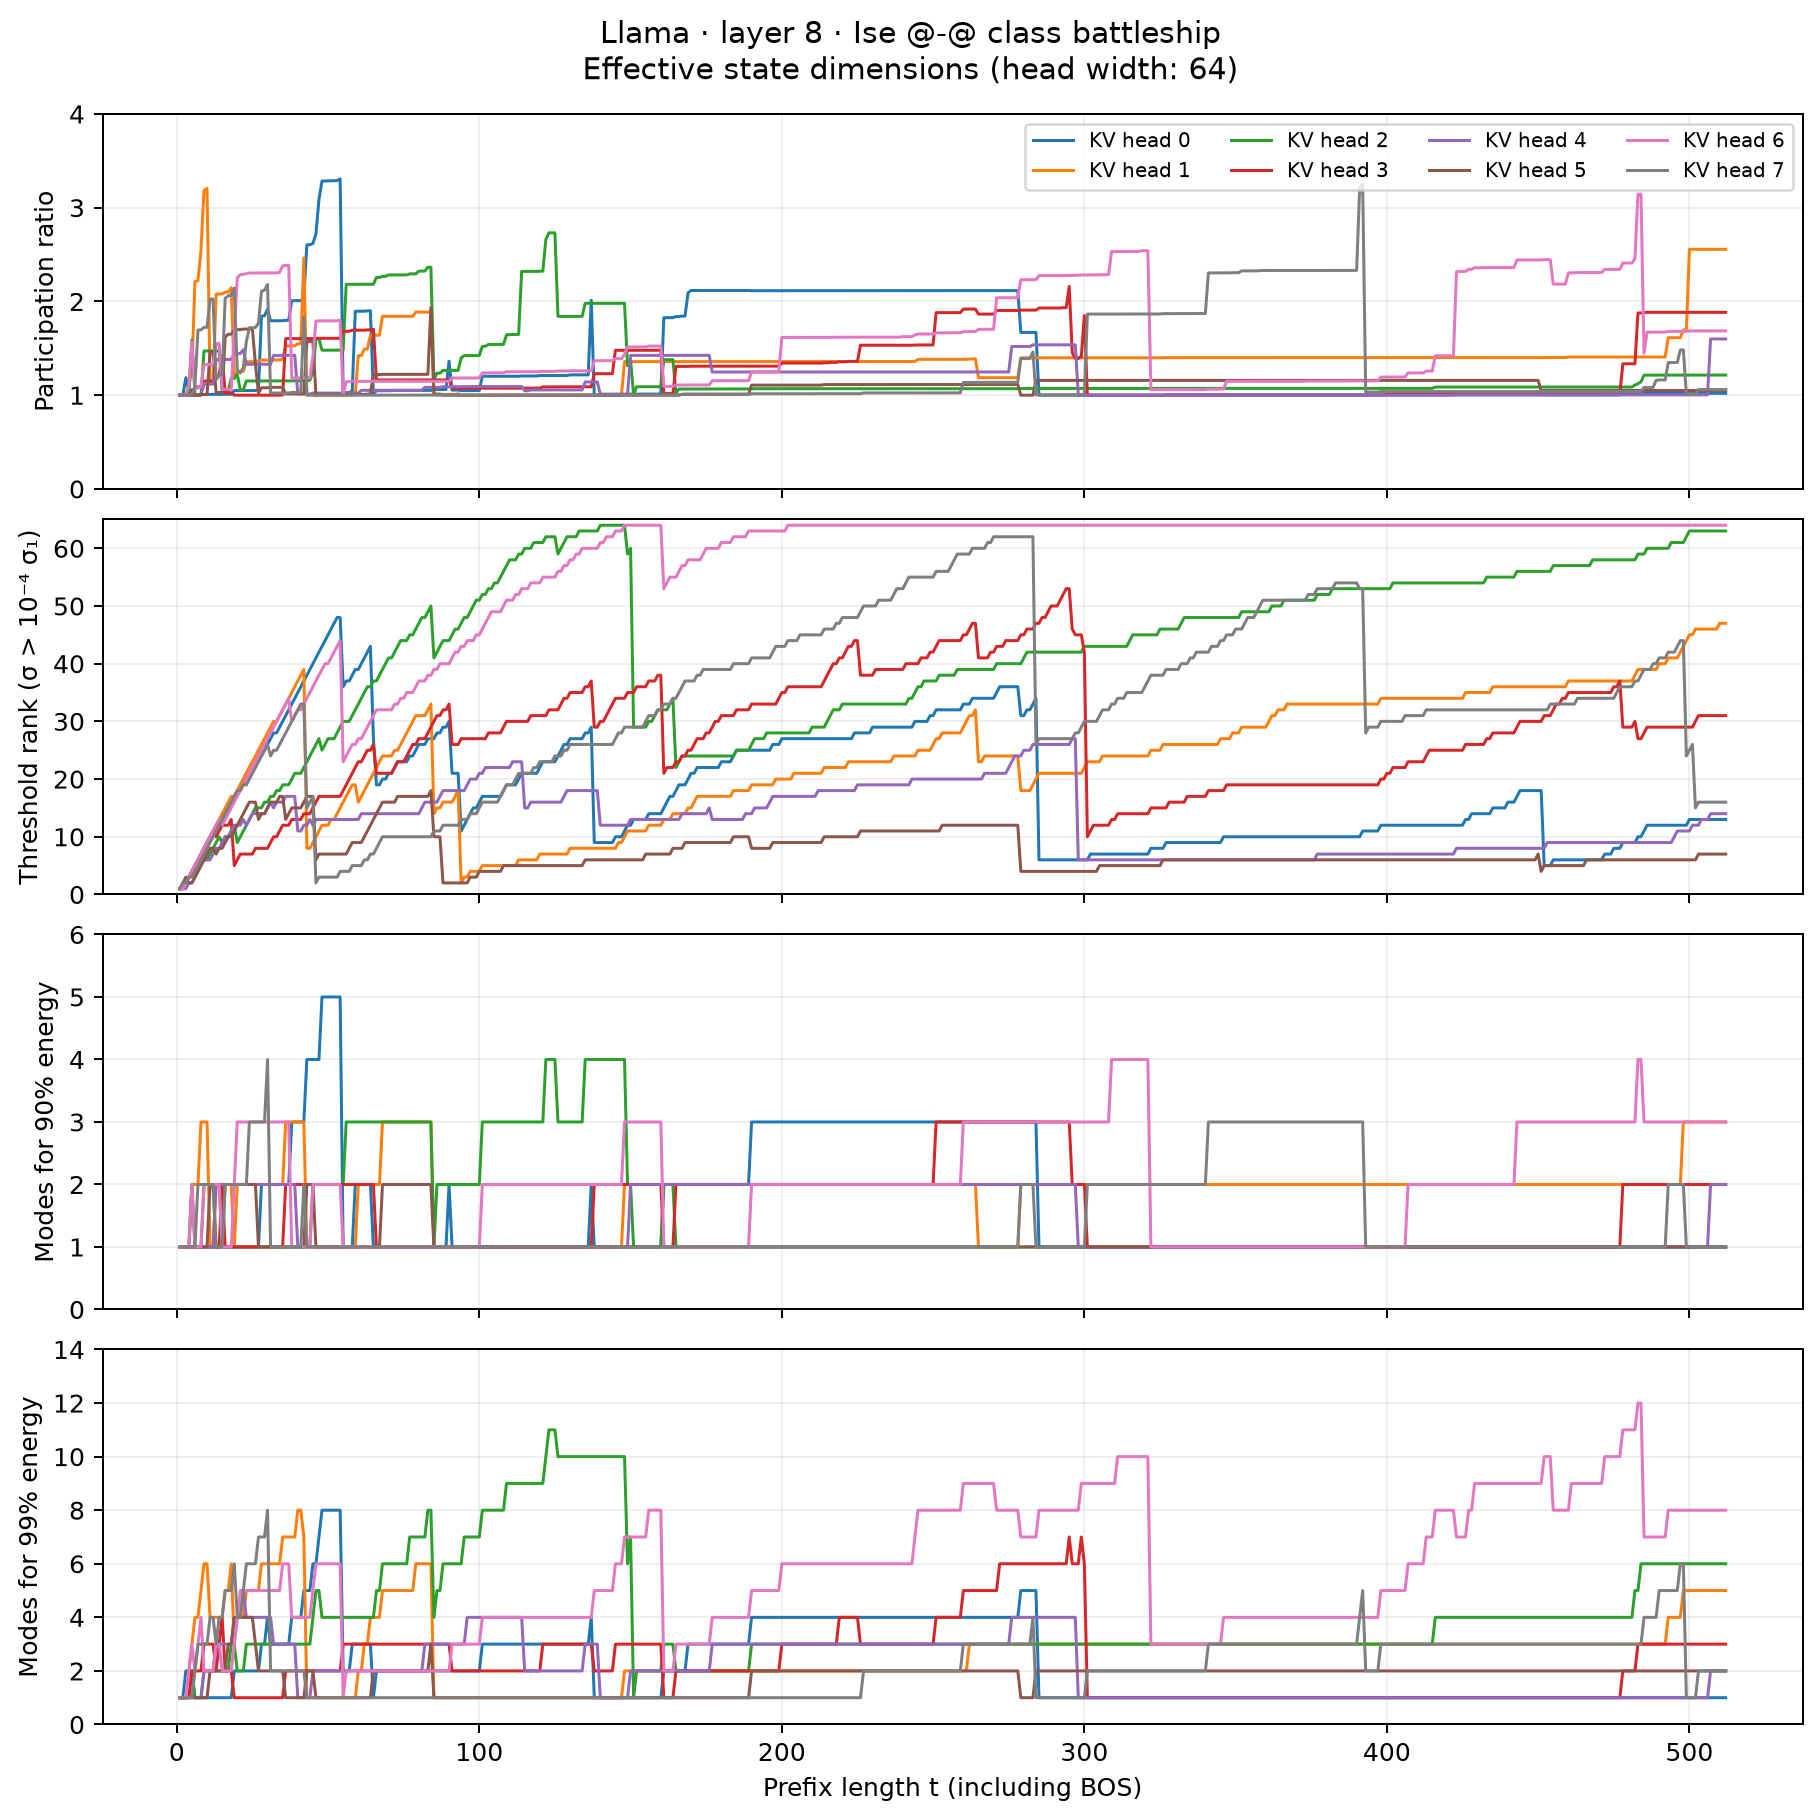 Llama · layer 8 · Ise @-@ class battleship
Effective state dimensions (head width: 64)
Participation ratio
4
3
2
1
0
KV head 0 KV head 2 KV head 4 KV head 6
KV head 1 KV head 3 KV head 5 KV head 7
Threshold rank (σ > 10⁻⁴ σ₁)
60
50
40
30
20
10
0
Modes for 90% energy
6
5
4
3
2
1
0
Modes for 99% energy
14
12
10
8
6
4
2
0
0 100 200 300 400 500
Prefix length t (including BOS)